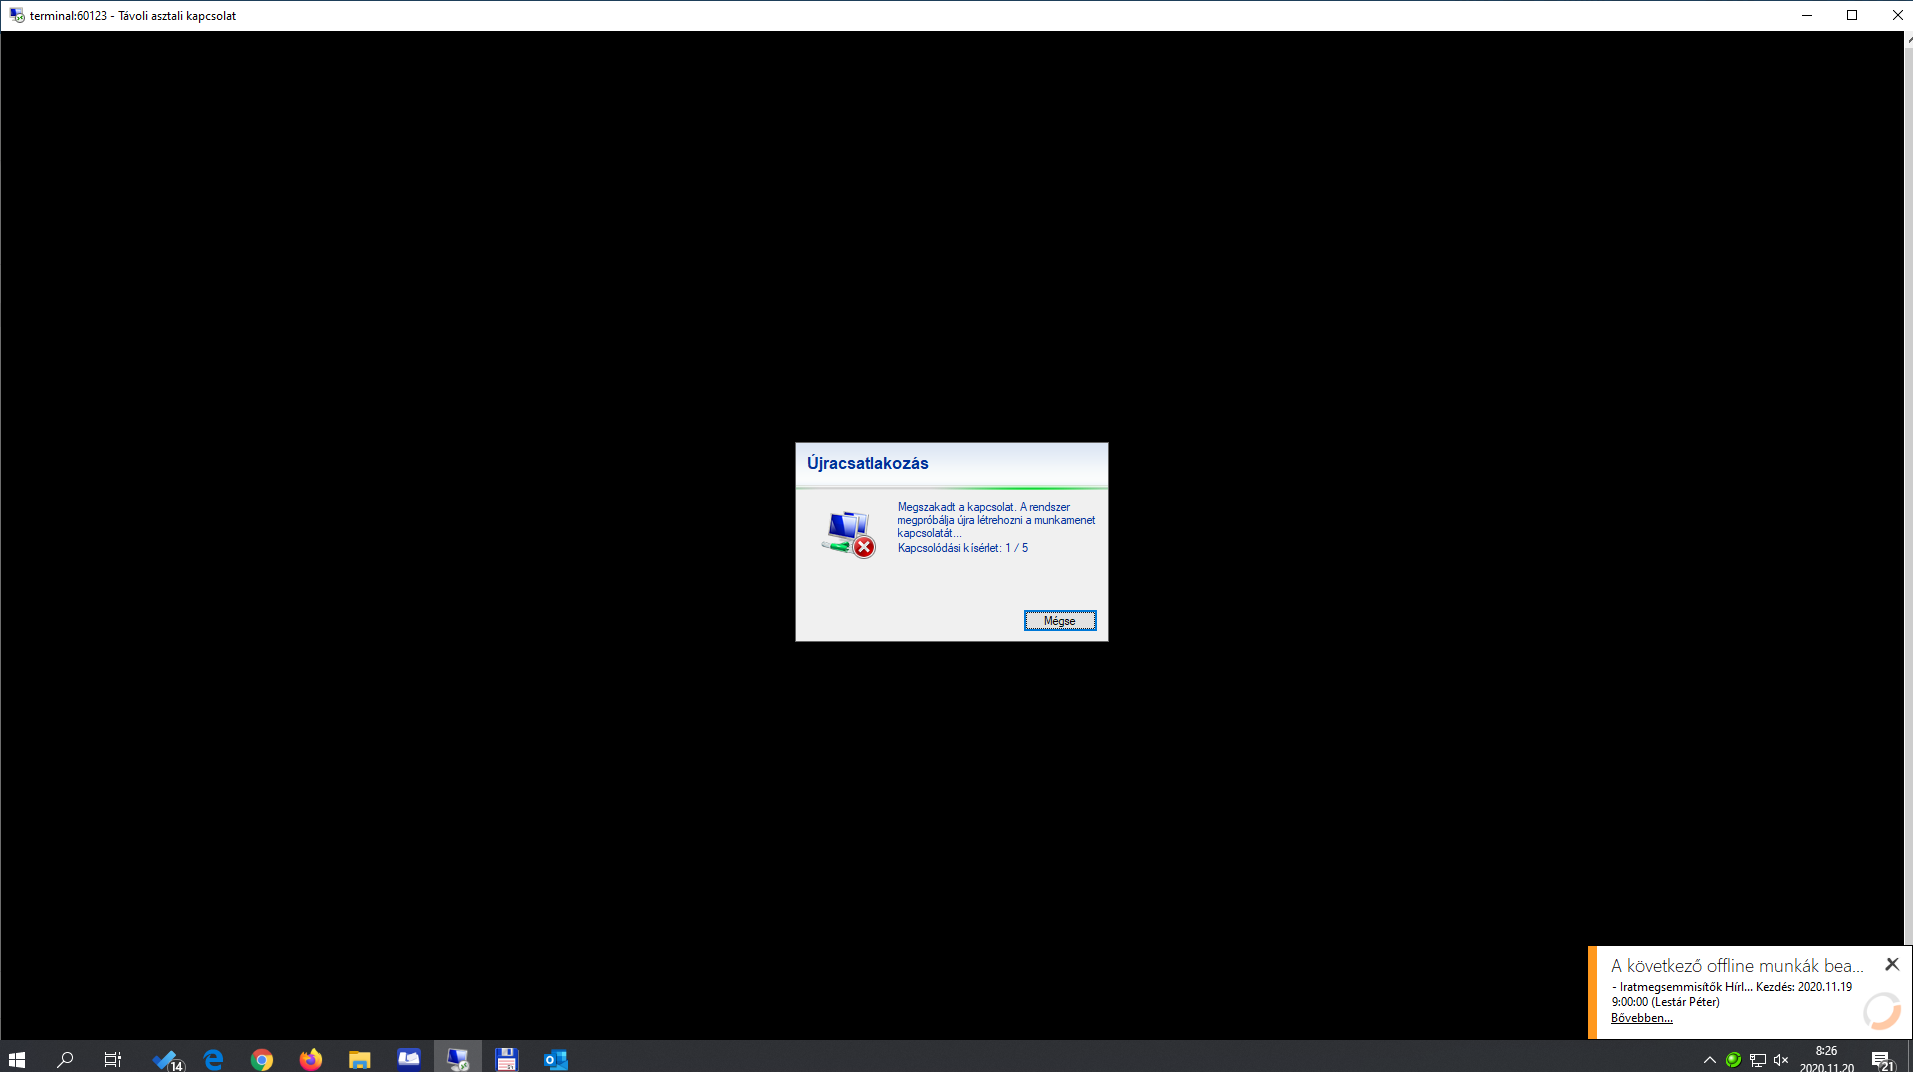 terminal:60123 - Távoli asztali kapcsolat
Újracsatlakozás
Megszakadt a kapcsolat. A rendszer
megpróbálja újra létrehozni a munkamenet
kapcsolatát...
Kapcsolódási kísérlet: 1 / 5
Mégse
A következő offline munkák bea...
- Iratmegsemmisítők Hírl... Kezdés: 2020.11.19
9:00:00 (Lestár Péter)
Bővebben...
14
8:26
2020.11.20
21